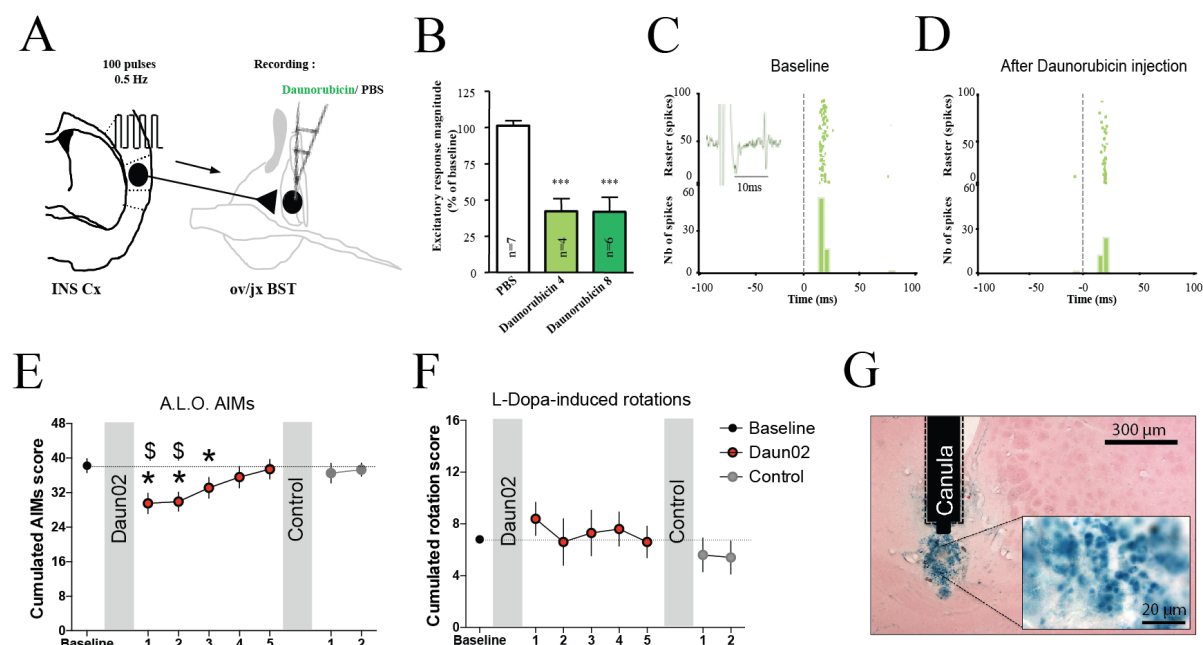 A
100 pulses
0.5 Hz
Recording :
Daunorubicin/ PBS
INS Cx
ov/jx BST
B
Excitatory response magnitude
(% of baseline)
125
100
75
50
25
0
n=7
n=4
n=6
***
***
PBS
Daunorubicin 4
Daunorubicin 8
C
Baseline
Raster (spikes)
100
50
0
10ms
Nb of spikes
60
30
0
-100
-50
0
50
100
Time (ms)
D
After Daunorubicin injection
Raster (spikes)
100
50
0
Nb of spikes
60
30
0
-100
-50
-0
50
100
Time (ms)
E
A.L.O. AIMs
Cumulated AIMs score
48
40
32
24
16
8
0
Daun02
$ $
* * *
Control
Baseline 1 2 3 4 5 1 2
F
L-Dopa-induced rotations
Cumulated rotation score
16
12
8
4
0
Daun02
Control
Baseline 1 2 3 4 5 1 2
Baseline
Daun02
Control
G
300 µm
Canula
20 µm